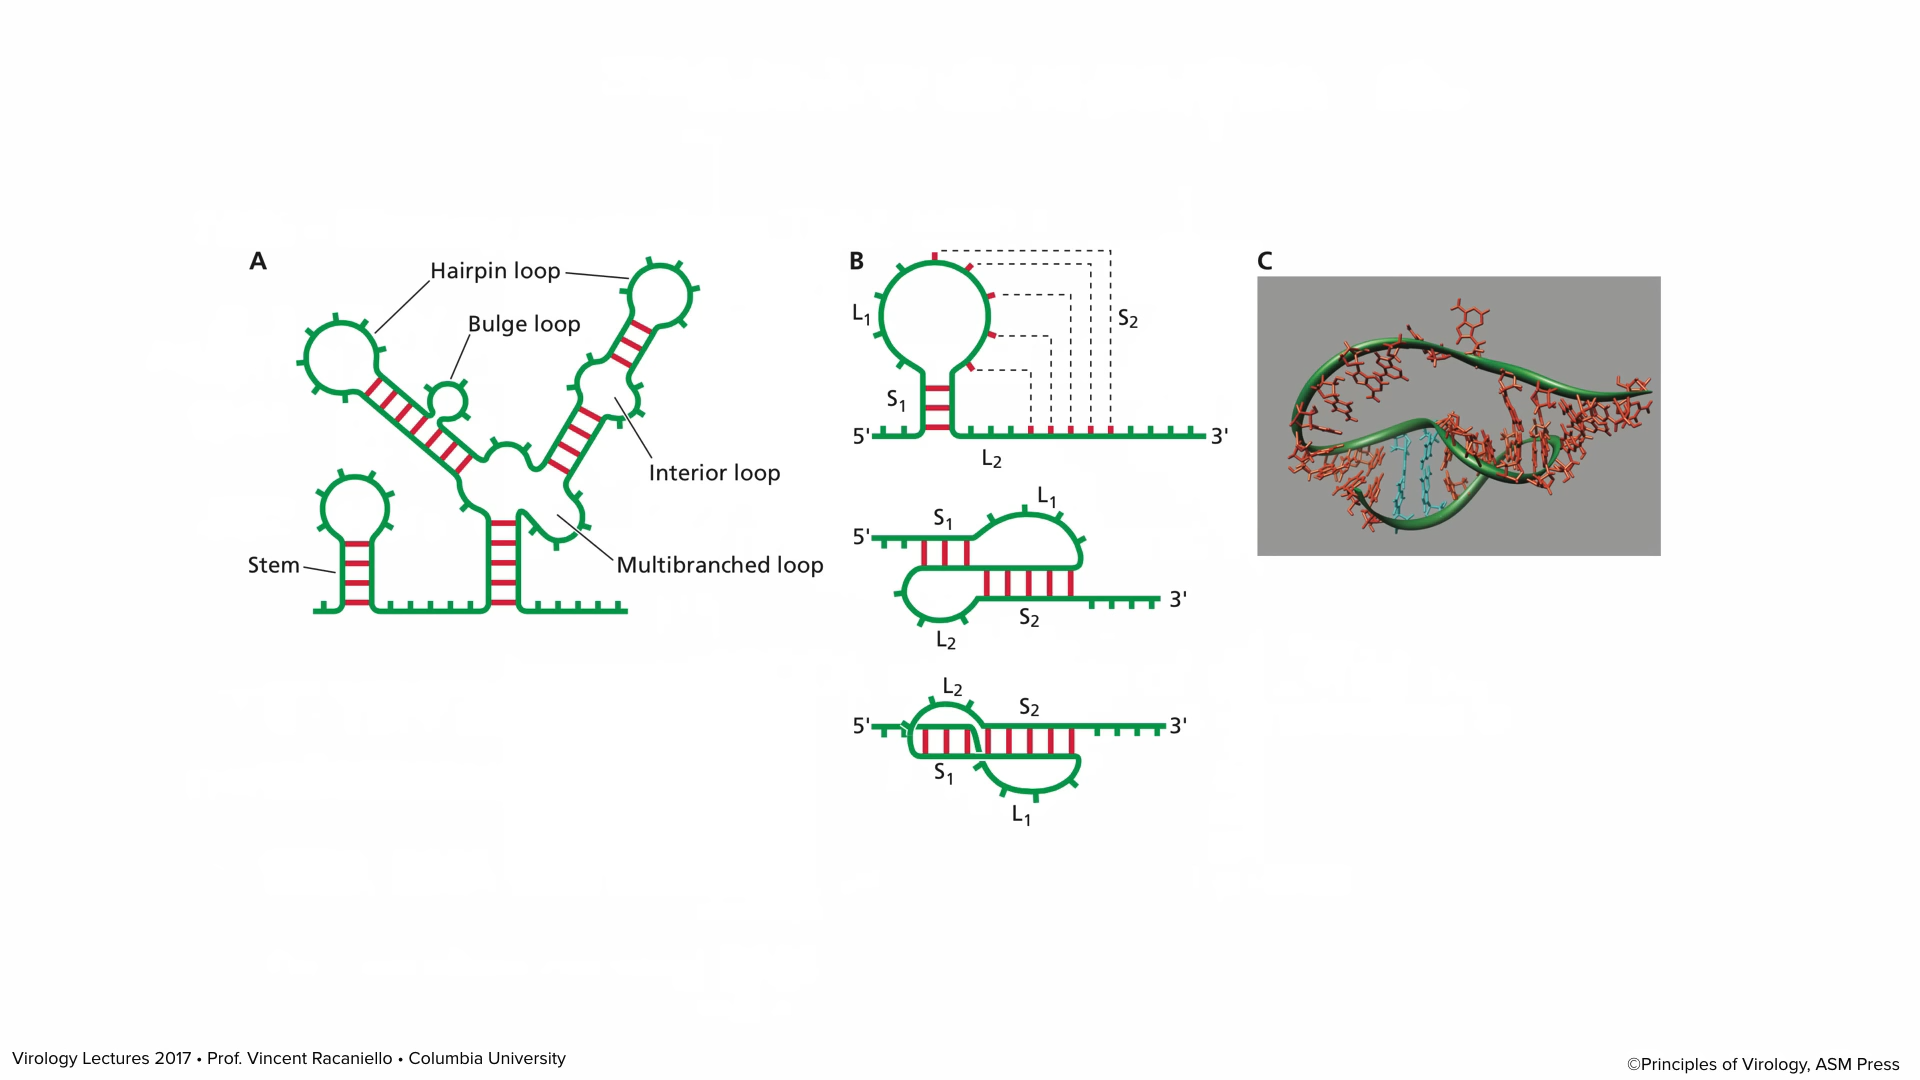 A
Hairpin loop
Bulge loop
Interior loop
Stem
Multibranched loop
B
L₁
S₂
S₁
5'
3'
L₂
L₁
S₁
5'
3'
S₂
L₂
L₂
S₂
5'
3'
S₁
L₁
C
Virology Lectures 2017 • Prof. Vincent Racaniello • Columbia University
©Principles of Virology, ASM Press